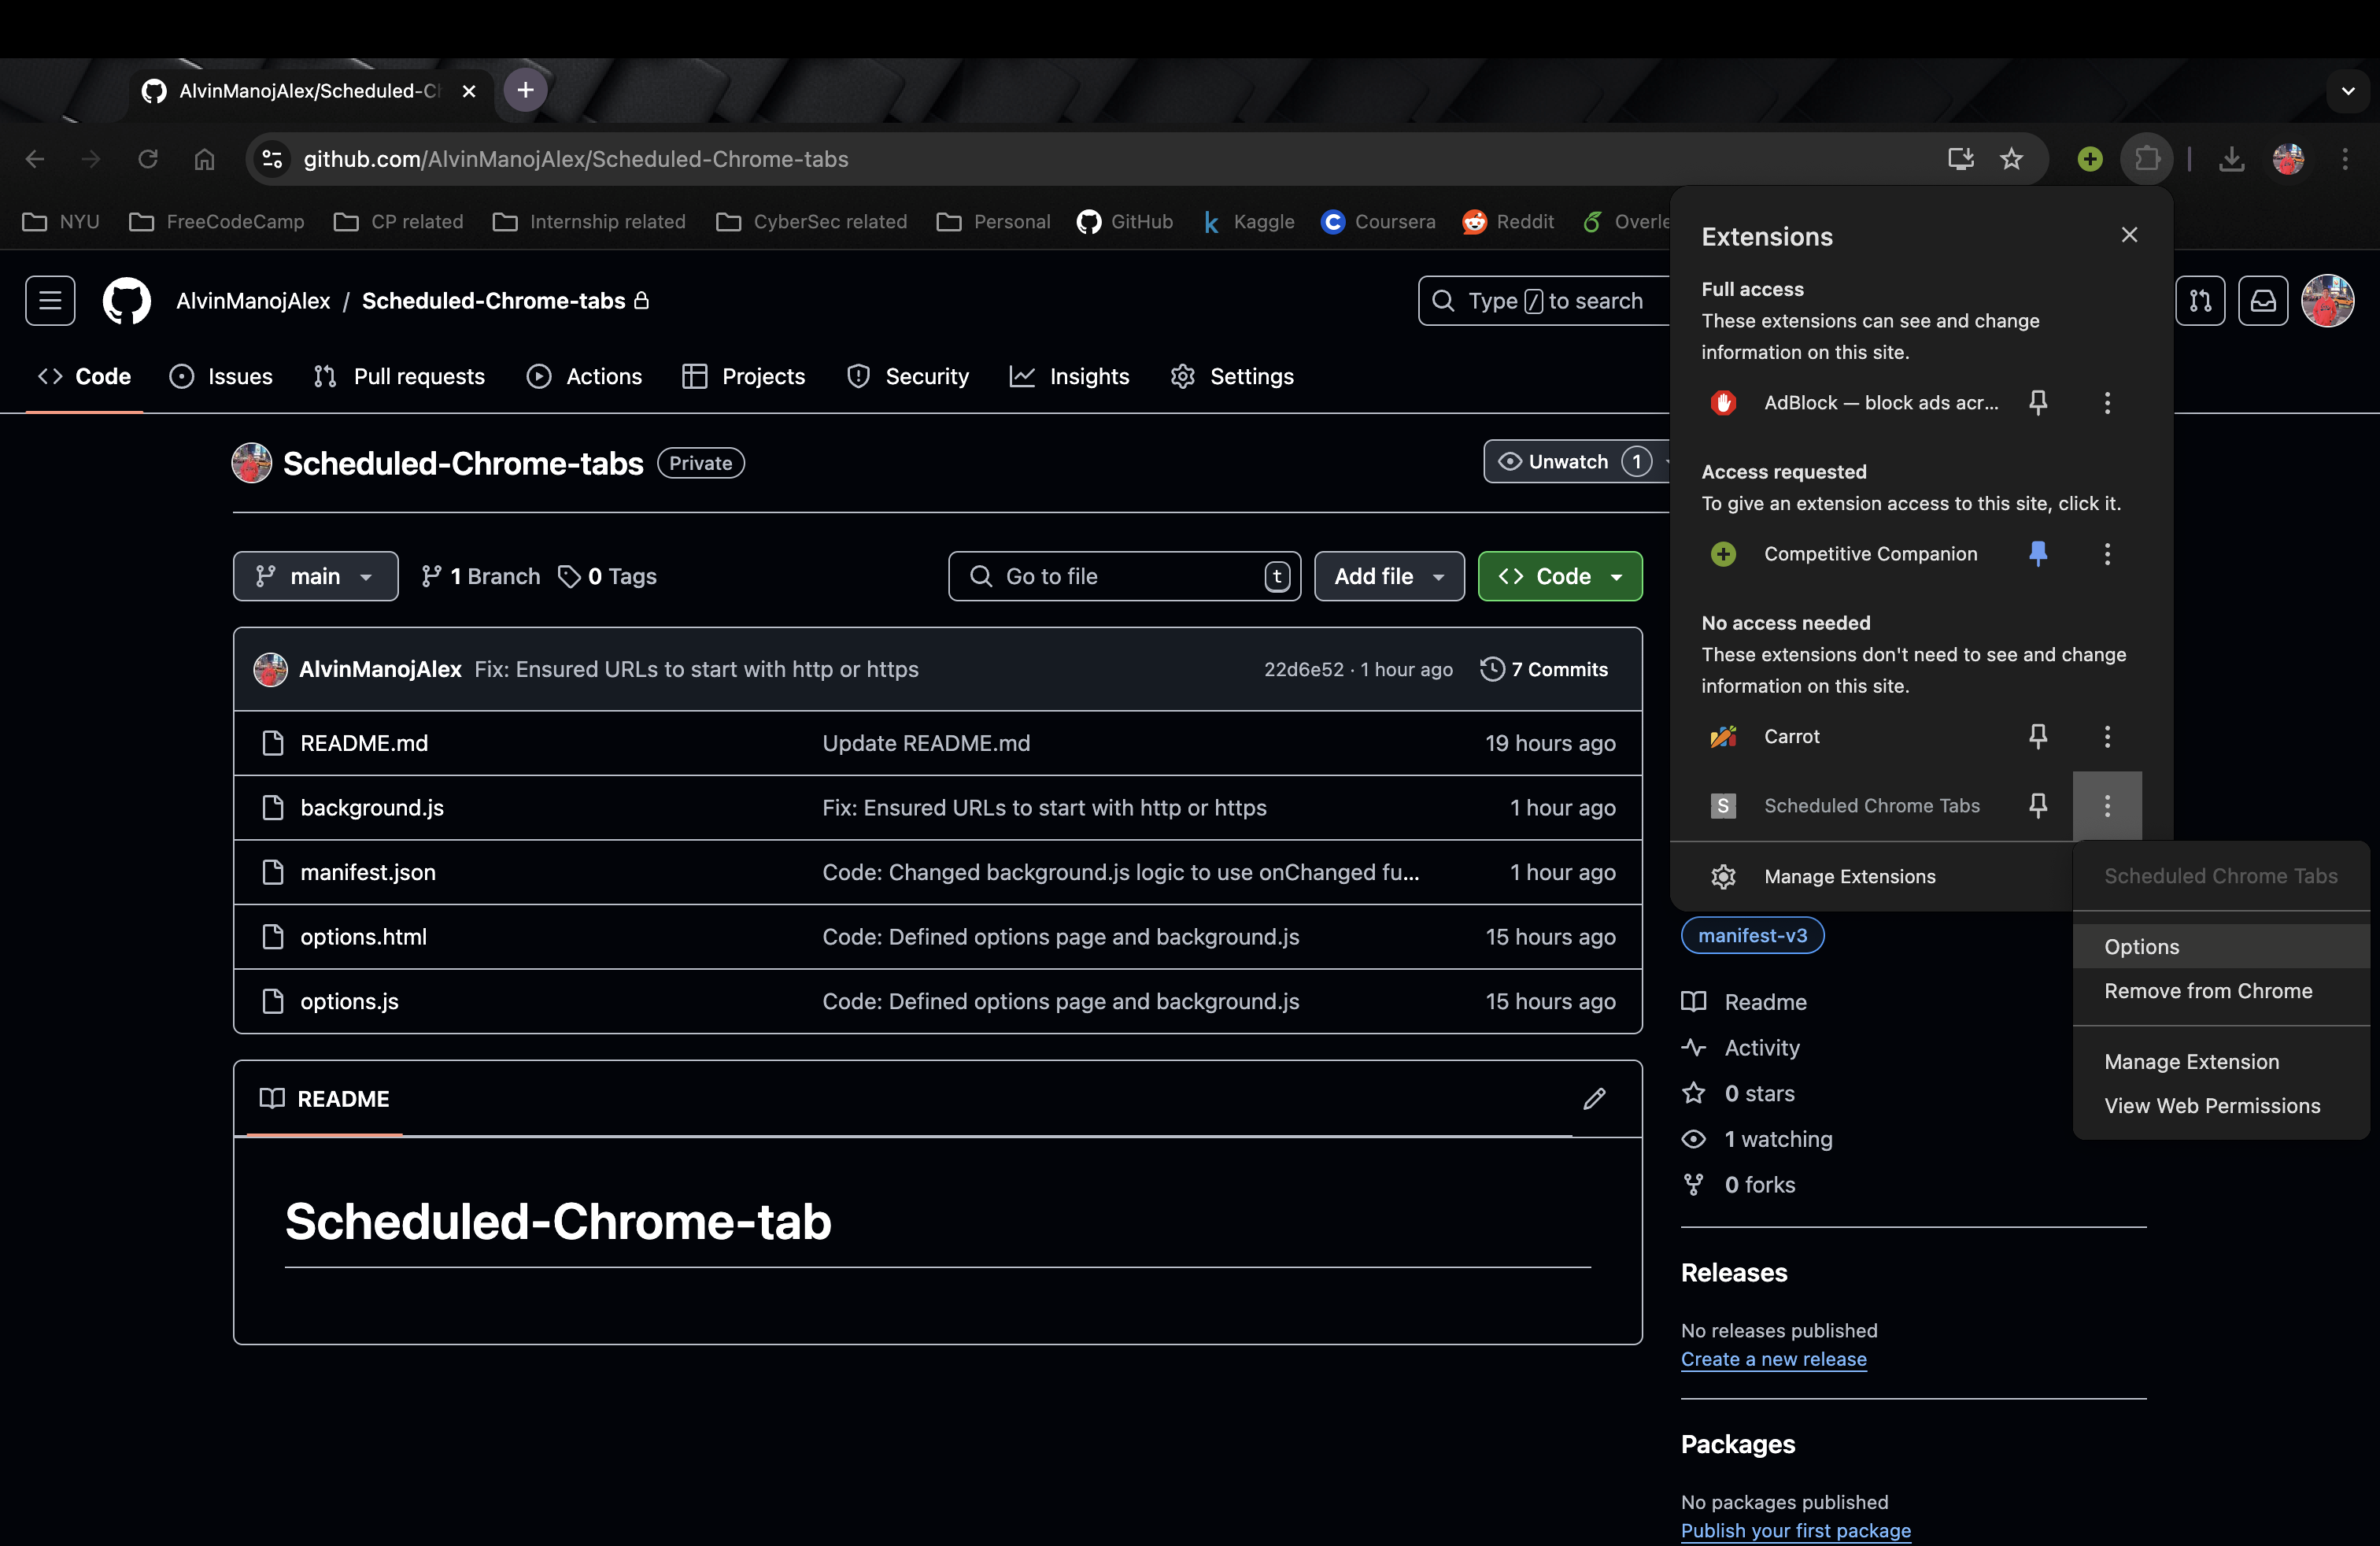 AlvinManojAlex/Scheduled-Ch
github.com/AlvinManojAlex/Scheduled-Chrome-tabs
NYU FreeCodeCamp CP related Internship related CyberSec related Personal GitHub Kaggle Coursera Reddit Overle
AlvinManojAlex / Scheduled-Chrome-tabs
Type / to search
Code Issues Pull requests Actions Projects Security Insights Settings
Scheduled-Chrome-tabs Private
Unwatch 1
main 1 Branch 0 Tags
Go to file t Add file Code
AlvinManojAlex Fix: Ensured URLs to start with http or https 22d6e52 · 1 hour ago 7 Commits
README.md Update README.md 19 hours ago
background.js Fix: Ensured URLs to start with http or https 1 hour ago
manifest.json Code: Changed background.js logic to use onChanged fu... 1 hour ago
options.html Code: Defined options page and background.js 15 hours ago
options.js Code: Defined options page and background.js 15 hours ago
README
Scheduled-Chrome-tab
Extensions
Full access
These extensions can see and change
information on this site.
AdBlock — block ads acr...
Access requested
To give an extension access to this site, click it.
Competitive Companion
No access needed
These extensions don't need to see and change
information on this site.
Carrot
S Scheduled Chrome Tabs
Manage Extensions
Scheduled Chrome Tabs
Options
Remove from Chrome
Manage Extension
View Web Permissions
manifest-v3
Readme
Activity
0 stars
1 watching
0 forks
Releases
No releases published
Create a new release
Packages
No packages published
Publish your first package